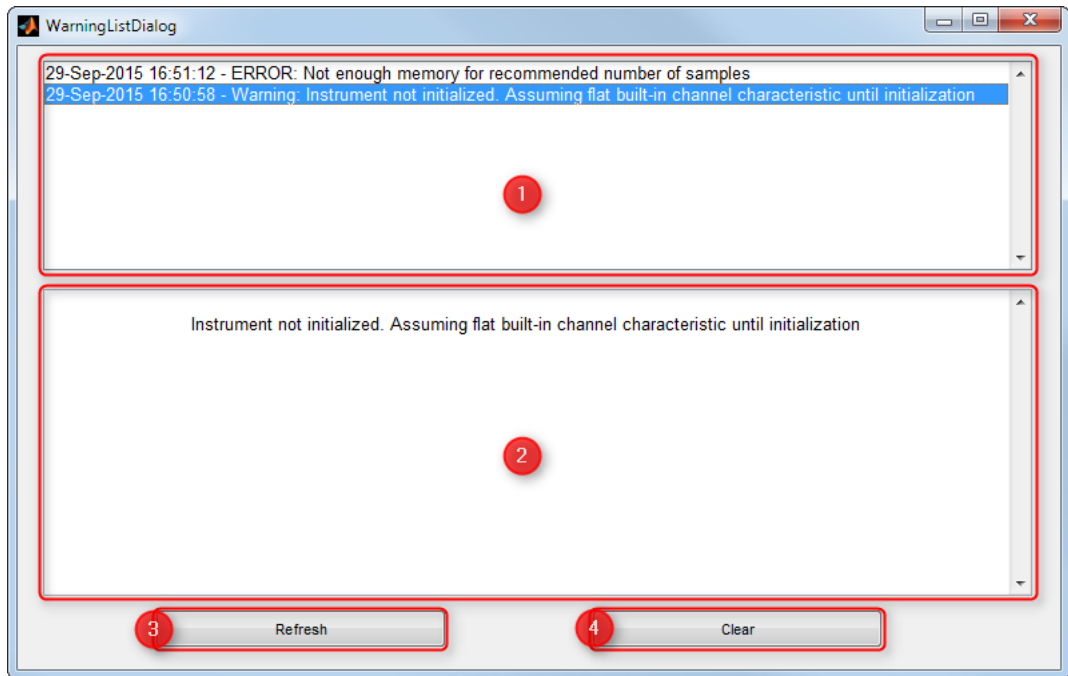 WarningListDialog
29-Sep-2015 16:51:12 - ERROR: Not enough memory for recommended number of samples
29-Sep-2015 16:50:58 - Warning: Instrument not initialized. Assuming flat built-in channel characteristic until initialization
1
Instrument not initialized. Assuming flat built-in channel characteristic until initialization
2
3 Refresh 4 Clear